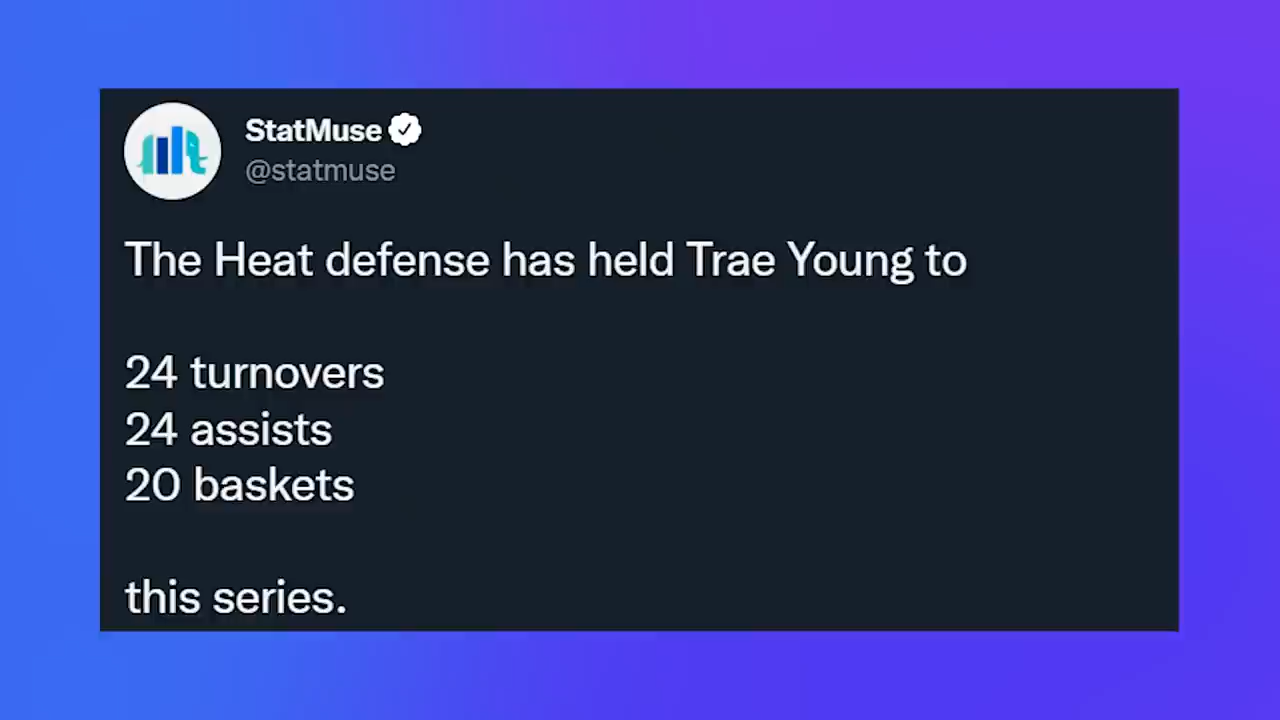 StatMuse
@statmuse
The Heat defense has held Trae Young to
24 turnovers
24 assists
20 baskets
this series.